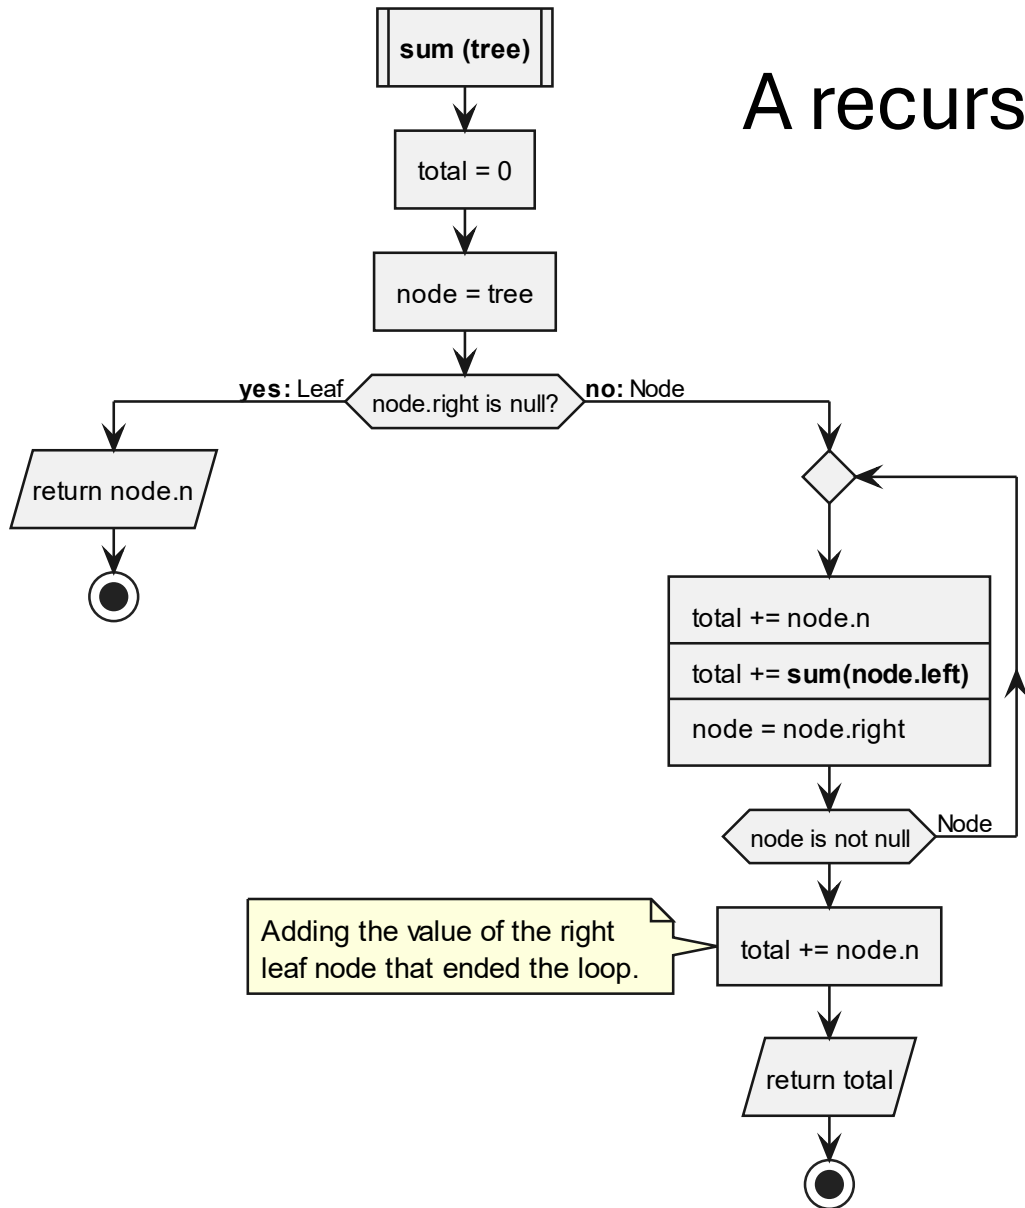 sum (tree)
A recurs
total = 0
node = tree
yes: Leaf
node.right is null?
no: Node
return node.n
total += node.n
total += sum(node.left)
node = node.right
node is not null
Node
Adding the value of the right
leaf node that ended the loop.
total += node.n
return total